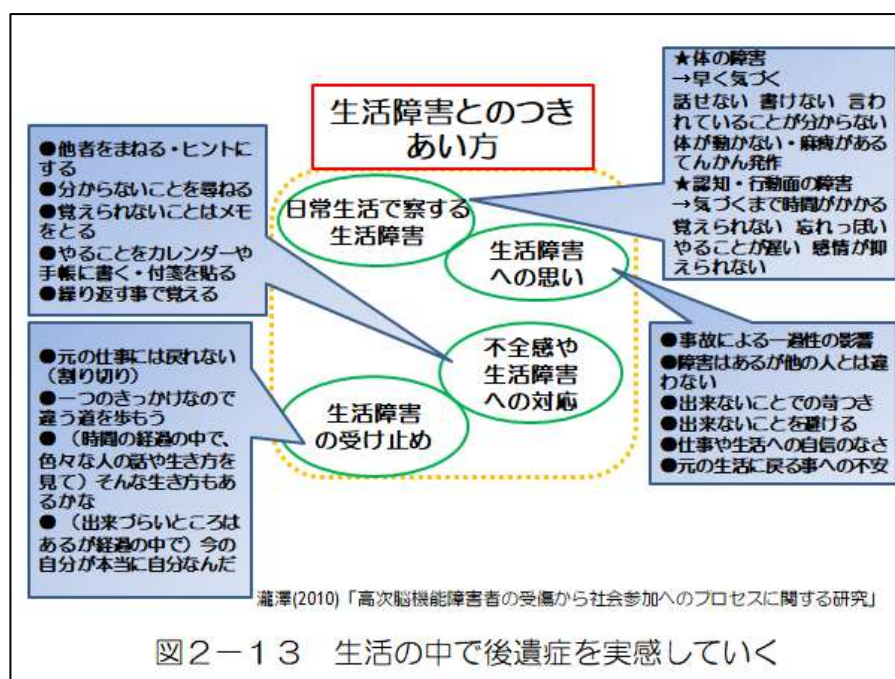 生活障害とのつき
あい方
★体の障害
→早く気づく
話せない 書けない 言わ
れていることが分からない
体が動かない・麻痺がある
てんかん発作
★認知・行動面の障害
→気づくまで時間がかかる
覚えられない 忘れっぽい
やることが遅い 感情が抑
えられない
●他者をまねる・ヒントに
する
●分からないことを尋ねる
●覚えられないことはメモ
をとる
●やることをカレンダーや
手帳に書く・付箋を貼る
●繰り返す事で覚える
日常生活で察する
生活障害
生活障害
への思い
不全感や
生活障害
への対応
生活障害
の受け止め
●事故による一過性の影響
●障害はあるが他の人とは違
わない
●出来ないことでの苛つき
●出来ないことを避ける
●仕事や生活への自信のなさ
●元の生活に戻る事への不安
●元の仕事には戻れない
（割り切り）
●一つのきっかけなので
違う道を歩もう
●（時間の経過の中で、
色々な人の話や生き方を
見て）そんな生き方もあ
るかな
●（出来づらいところは
あるが経過の中で）今の
自分が本当に自分なんだ
瀧澤(2010)「高次脳機能障害者の受傷から社会参加へのプロセスに関する研究」
図２－１３ 生活の中で後遺症を実感していく